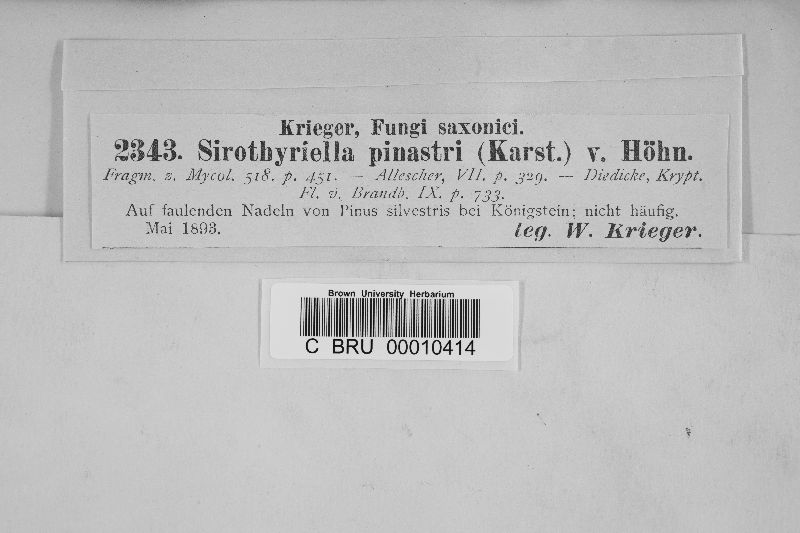 Krieger, Fungi saxonici.
2343. Sirothyriella pinastri (Karst.) v. Höhn.
Fragm. z. Mycol. 518. p. 451. — Allescher, VII. p. 329. — Diedicke, Krypt.
Fl. v. Brandb. IX. p. 733.
Auf faulenden Nadeln von Pinus silvestris bei Königstein; nicht häufig.
Mai 1893. leg. W. Krieger.
Brown University Herbarium
C BRU 00010414